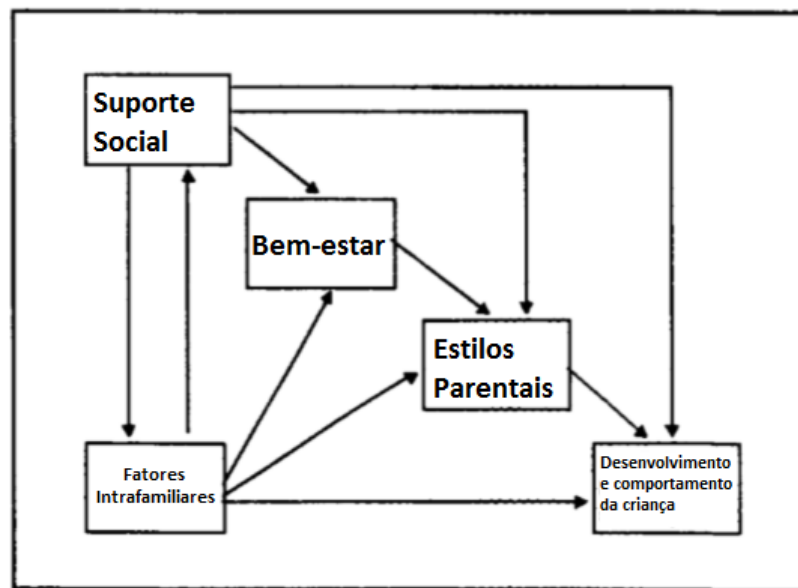 Suporte
Social
Bem-estar
Estilos
Parentais
Fatores
Intrafamiliares
Desenvolvimento
e comportamento
da criança